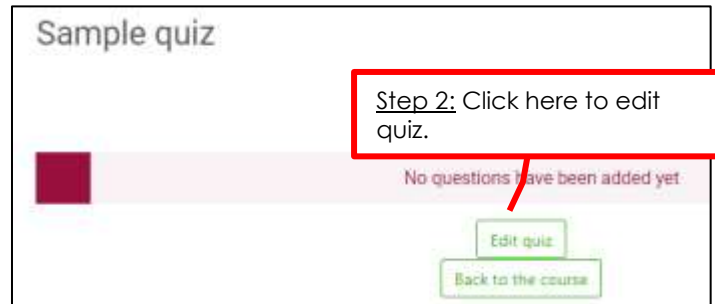 Sample quiz
Step 2: Click here to edit
quiz.
No questions have been added yet
Edit quiz
Back to the course